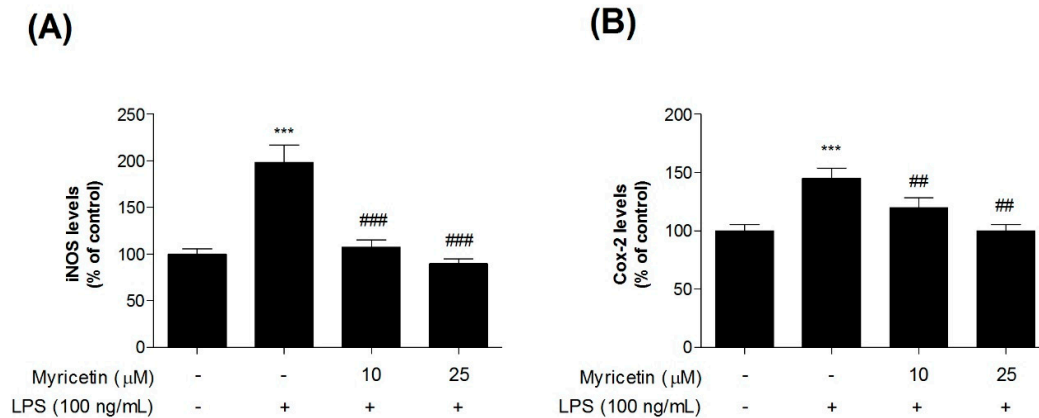 (A)
250
200
150
100
50
0
iNOS levels
(% of control)
***
###
###
Myricetin (μM) - - 10 25
LPS (100 ng/mL) - + + +
(B)
200
150
100
50
0
Cox-2 levels
(% of control)
***
##
##
Myricetin (μM) - - 10 25
LPS (100 ng/mL) - + + +